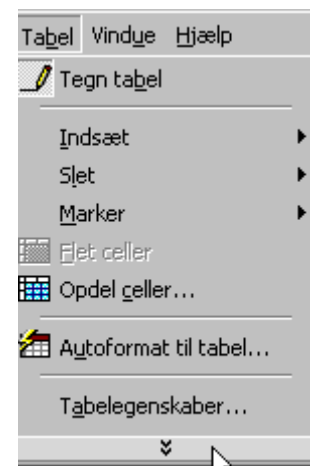 Tabel Vindue Hjælp
Tegn tabel
Indsæt
Slet
Marker
Flet celler
Opdel celler...
Autoformat til tabel...
Tabelegenskaber...